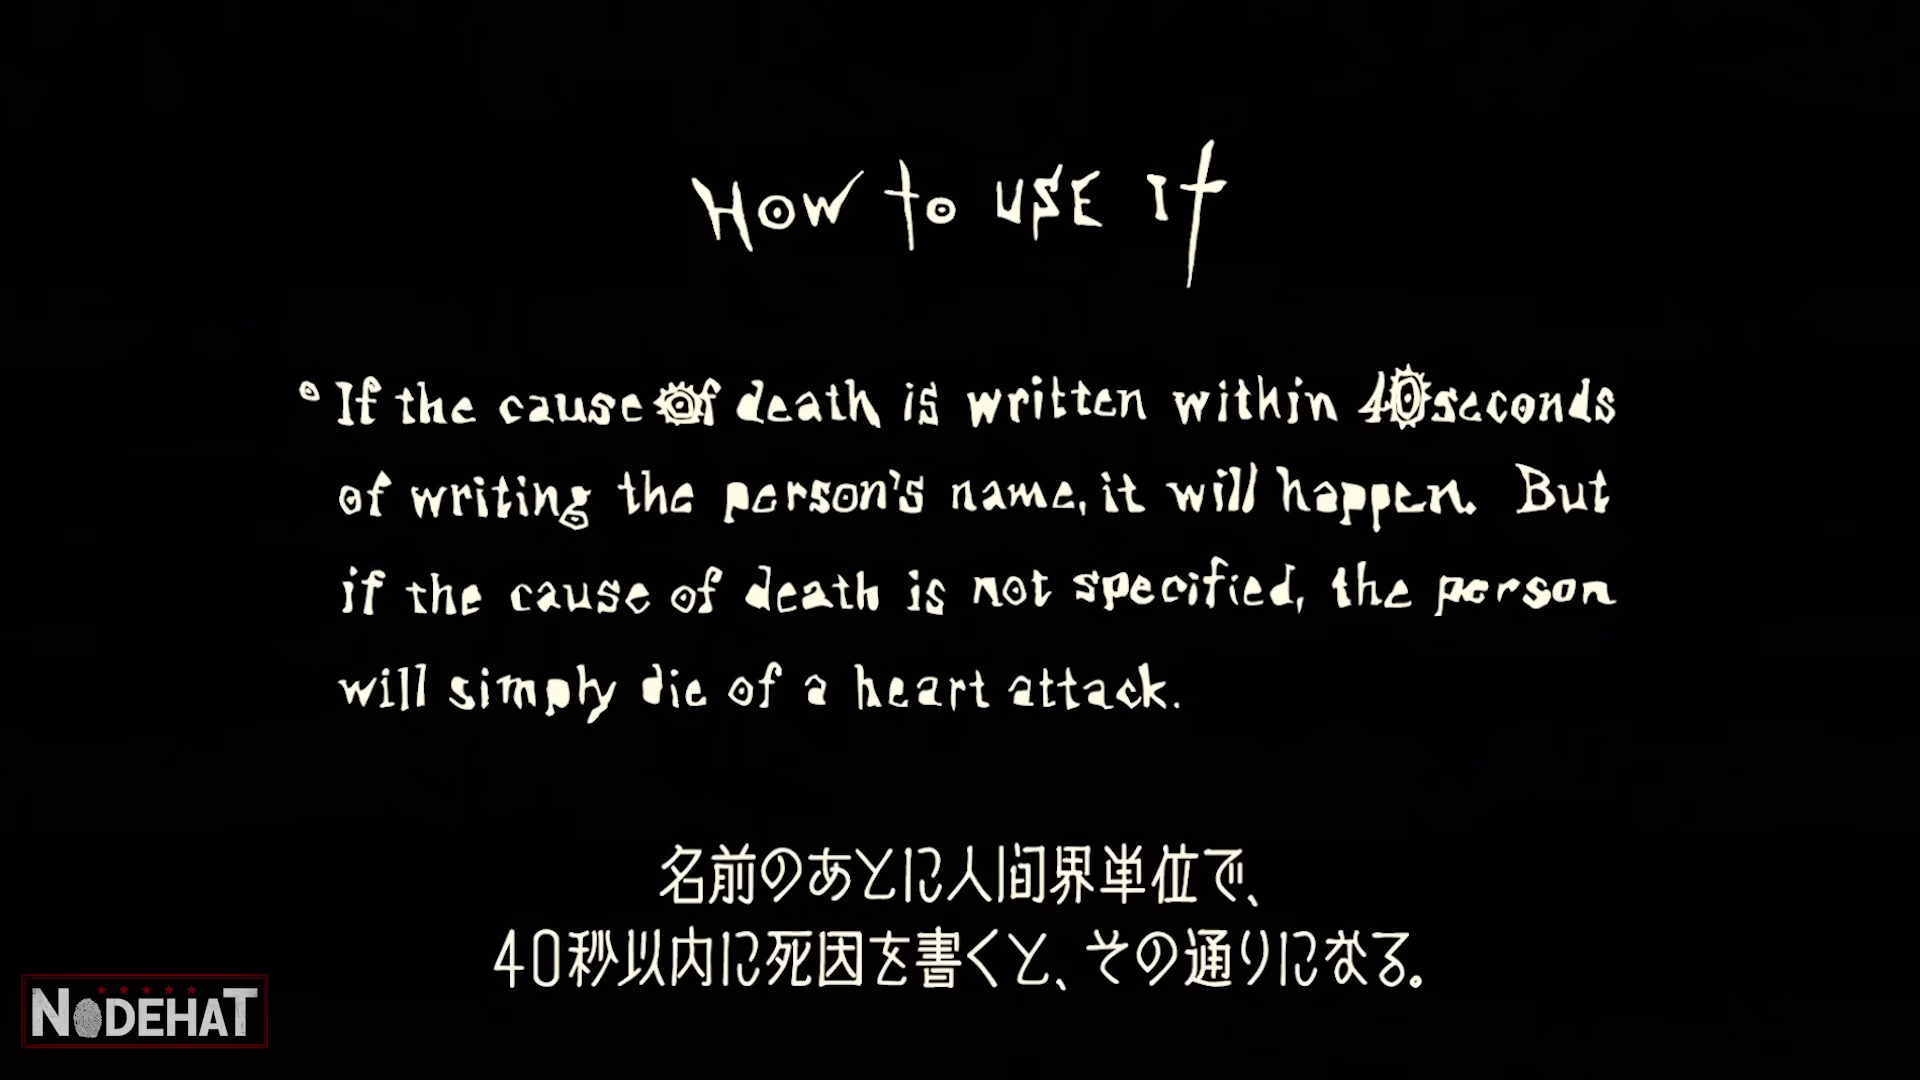 How to USE It
If the cause of death is written within 40seconds
of writing the person's name, it will happen. But
if the cause of death is not specified, the person
will simply die of a heart attack.
名前のあとに人間界単位で、
40秒以内に死因を書くと、その通りになる。
NODEHAT